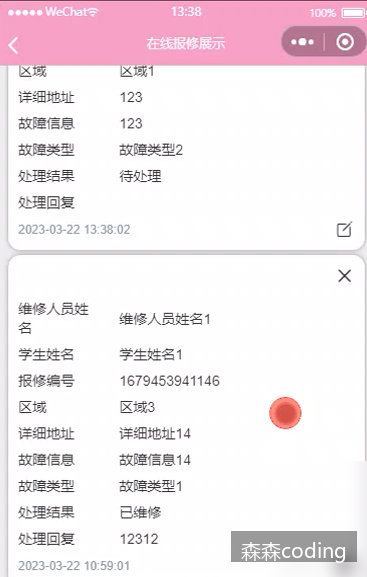 WeChat 13:38 100%
在线报修展示
区域 区域1
详细地址 123
故障信息 123
故障类型 故障类型2
处理结果 待处理
处理回复
2023-03-22 13:38:02
维修人员姓
名 维修人员姓名1
学生姓名 学生姓名1
报修编号 1679453941146
区域 区域3
详细地址 详细地址14
故障信息 故障信息14
故障类型 故障类型1
处理结果 已维修
处理回复 12312
2023-03-22 10:59:01
森森coding